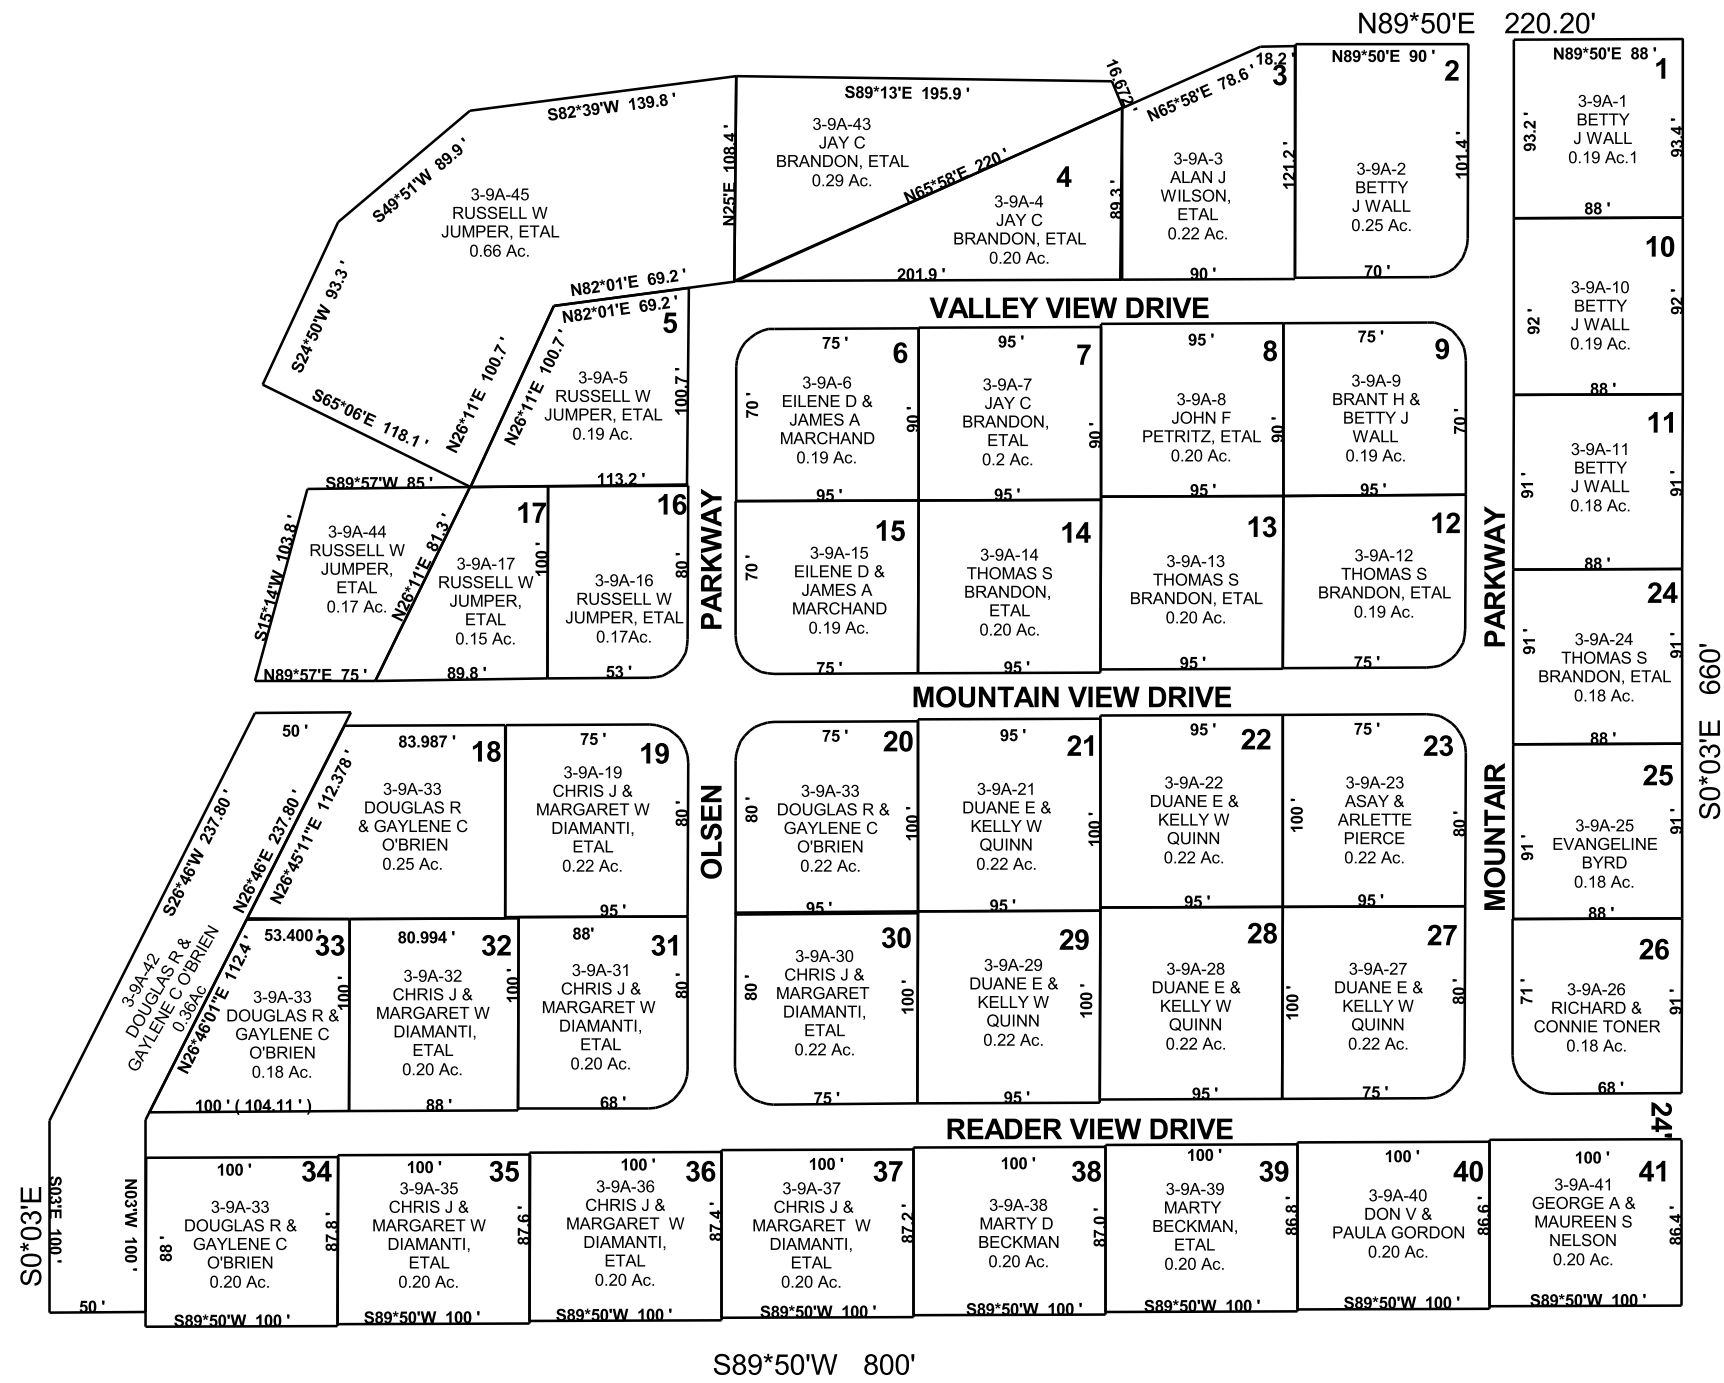 N89*50'E 220.20'
N89*50'E 88 '
1
3-9A-1
BETTY
J WALL
0.19 Ac.1
93.2 '
93.4 '
88 '
N89*50'E 90 '
2
3-9A-2
BETTY
J WALL
0.25 Ac.
101.4 '
70 '
18.2 '
N65*58'E 78.6 '
3
3-9A-3
ALAN J
WILSON,
ETAL
0.22 Ac.
121.2 '
90 '
16.672 '
S89*13'E 195.9 '
3-9A-43
JAY C
BRANDON, ETAL
0.29 Ac.
N25'E 108.4 '
N65*58'E 220 '
4
3-9A-4
JAY C
BRANDON, ETAL
0.20 Ac.
89.3 '
201.9 '
S82*39'W 139.8 '
S49*51'W 89.9 '
3-9A-45
RUSSELL W
JUMPER, ETAL
0.66 Ac.
S24*50'W 93.3 '
S65*06'E 118.1 '
N26*11'E 100.7 '
N82*01'E 69.2 '
N82*01'E 69.2 '
5
N26*11'E 100.7 '
3-9A-5
RUSSELL W
JUMPER, ETAL
0.19 Ac.
100.7 '
113.2 '
VALLEY VIEW DRIVE
10
3-9A-10
BETTY
J WALL
0.19 Ac.
92 '
92 '
88 '
75 '
6
3-9A-6
EILENE D &
JAMES A
MARCHAND
0.19 Ac.
70 '
90 '
95 '
95 '
7
3-9A-7
JAY C
BRANDON,
ETAL
0.2 Ac.
90 '
95 '
95 '
8
3-9A-8
JOHN F
PETRITZ, ETAL
0.20 Ac.
90 '
95 '
75 '
9
3-9A-9
BRANT H &
BETTY J
WALL
0.19 Ac.
70 '
95 '
11
3-9A-11
BETTY
J WALL
0.18 Ac.
91 '
91 '
88 '
S89*57'W 85 '
S15*14'W 103.8 '
3-9A-44
RUSSELL W
JUMPER,
ETAL
0.17 Ac.
N26*11'E 81.3 '
N89*57'E 75 '
17
3-9A-17
RUSSELL W
JUMPER,
ETAL
0.15 Ac.
100 '
89.8 '
16
3-9A-16
RUSSELL W
JUMPER, ETAL
0.17Ac.
80 '
53 '
PARKWAY
15
3-9A-15
EILENE D &
JAMES A
MARCHAND
0.19 Ac.
70 '
75 '
14
3-9A-14
THOMAS S
BRANDON,
ETAL
0.20 Ac.
95 '
13
3-9A-13
THOMAS S
BRANDON, ETAL
0.20 Ac.
95 '
12
3-9A-12
THOMAS S
BRANDON, ETAL
0.19 Ac.
75 '
PARKWAY
24
3-9A-24
THOMAS S
BRANDON, ETAL
0.18 Ac.
91 '
91 '
88 '
S0*03'E 660'
MOUNTAIN VIEW DRIVE
50 '
S26*46'W 237.80 '
N26*46'E 237.80 '
3-9A-42
DOUGLAS R &
GAYLENE C O'BRIEN
0.36Ac
N26*45'11"E 112.378 '
83.987 '
18
3-9A-33
DOUGLAS R
& GAYLENE C
O'BRIEN
0.25 Ac.
75 '
19
3-9A-19
CHRIS J &
MARGARET W
DIAMANTI,
ETAL
0.22 Ac.
80 '
95 '
OLSEN
75 '
20
3-9A-33
DOUGLAS R &
GAYLENE C
O'BRIEN
0.22 Ac.
80 '
100 '
95 '
95 '
21
3-9A-21
DUANE E &
KELLY W
QUINN
0.22 Ac.
100 '
95 '
95 '
22
3-9A-22
DUANE E &
KELLY W
QUINN
0.22 Ac.
100 '
95 '
75 '
23
3-9A-23
ASAY &
ARLETTE
PIERCE
0.22 Ac.
80 '
95 '
MOUNTAIR
25
3-9A-25
EVANGELINE
BYRD
0.18 Ac.
91 '
91 '
88 '
N26*46'01"E 112.4 '
53.400 '
33
3-9A-33
DOUGLAS R &
GAYLENE C
O'BRIEN
0.18 Ac.
100 '
100 ' ( 104.11 ' )
80.994 '
32
3-9A-32
CHRIS J &
MARGARET W
DIAMANTI,
ETAL
0.20 Ac.
100 '
88 '
88'
31
3-9A-31
CHRIS J &
MARGARET W
DIAMANTI,
ETAL
0.20 Ac.
80 '
68 '
30
3-9A-30
CHRIS J &
MARGARET
DIAMANTI,
ETAL
0.22 Ac.
80 '
100 '
75 '
29
3-9A-29
DUANE E &
KELLY W
QUINN
0.22 Ac.
100 '
95 '
28
3-9A-28
DUANE E &
KELLY W
QUINN
0.22 Ac.
100 '
95 '
27
3-9A-27
DUANE E &
KELLY W
QUINN
0.22 Ac.
80 '
75 '
26
3-9A-26
RICHARD &
CONNIE TONER
0.18 Ac.
71 '
91 '
68 '
24'
READER VIEW DRIVE
S0*03'E
S03'E 100 '
N03'W 100 '
50 '
100 '
34
3-9A-33
DOUGLAS R &
GAYLENE C
O'BRIEN
0.20 Ac.
88 '
87.8 '
S89*50'W 100 '
100 '
35
3-9A-35
CHRIS J &
MARGARET W
DIAMANTI,
ETAL
0.20 Ac.
87.6 '
S89*50'W 100 '
100 '
36
3-9A-36
CHRIS J &
MARGARET W
DIAMANTI,
ETAL
0.20 Ac.
87.4 '
S89*50'W 100 '
100 '
37
3-9A-37
CHRIS J &
MARGARET W
DIAMANTI,
ETAL
0.20 Ac.
87.2 '
S89*50'W 100 '
100 '
38
3-9A-38
MARTY D
BECKMAN
0.20 Ac.
87.0 '
S89*50'W 100 '
100 '
39
3-9A-39
MARTY
BECKMAN,
ETAL
0.20 Ac.
86.8 '
S89*50'W 100 '
100 '
40
3-9A-40
DON V &
PAULA GORDON
0.20 Ac.
86.6 '
S89*50'W 100 '
100 '
41
3-9A-41
GEORGE A &
MAUREEN S
NELSON
0.20 Ac.
86.4 '
S89*50'W 100 '
S89*50'W 800'